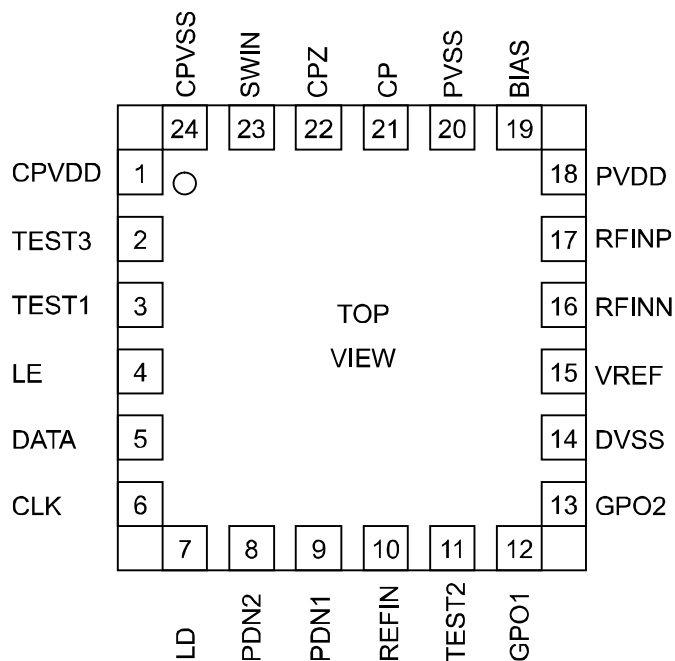 CPVSS
SWIN
CPZ
CP
PVSS
BIAS
24
23
22
21
20
19
CPVDD
1
18
PVDD
TEST3
2
17
RFINP
TEST1
3
TOP
16
RFINN
LE
4
VIEW
15
VREF
DATA
5
14
DVSS
CLK
6
13
GPO2
7
8
9
10
11
12
LD
PDN2
PDN1
REFIN
TEST2
GPO1